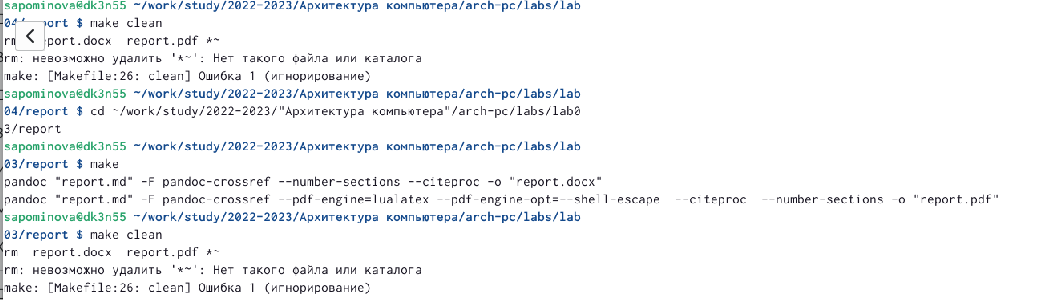 sapominova@dk3n55 ~/work/study/2022-2023/Архитектура компьютера/arch-pc/labs/lab
04/report $ make clean
report.docx report.pdf *~
rm: невозможно удалить '*~': Нет такого файла или каталога
make: [Makefile:26: clean] Ошибка 1 (игнорирование)
sapominova@dk3n55 ~/work/study/2022-2023/Архитектура компьютера/arch-pc/labs/lab
04/report $ cd ~/work/study/2022-2023/"Архитектура компьютера"/arch-pc/labs/lab0
3/report
sapominova@dk3n55 ~/work/study/2022-2023/Архитектура компьютера/arch-pc/labs/lab
03/report $ make
pandoc "report.md" -F pandoc-crossref --number-sections --citeproc -o "report.docx"
pandoc "report.md" -F pandoc-crossref --pdf-engine=lualatex --pdf-engine-opt=--shell-escape  --citeproc  --number-sections -o "report.pdf"
sapominova@dk3n55 ~/work/study/2022-2023/Архитектура компьютера/arch-pc/labs/lab
03/report $ make clean
rm  report.docx  report.pdf *~
rm: невозможно удалить '*~': Нет такого файла или каталога
make: [Makefile:26: clean] Ошибка 1 (игнорирование)